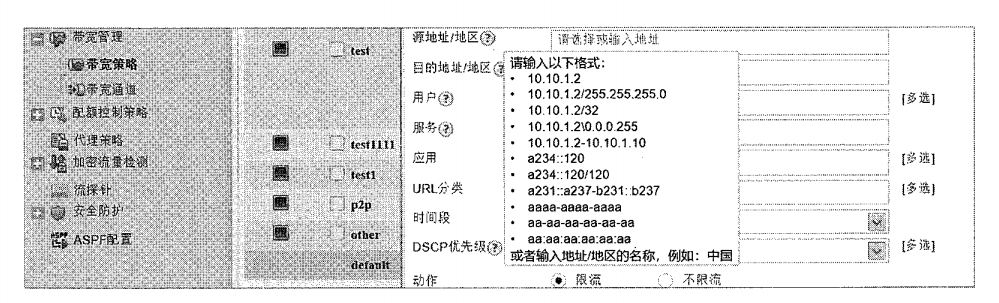 带宽管理
带宽策略
带宽通道
配额控制策略
代理策略
加密流量检测
流探针
安全防护
ASPF配置
test
test1111
test1
p2p
other
default
源地址/地区 请选择或输入地址
目的地址/地区
用户 [多选]
服务
应用 [多选]
URL分类 [多选]
时间段
DSCP优先级 [多选]
动作 限流 不限流
请输入以下格式：
• 10.10.1.2
• 10.10.1.2/255.255.255.0
• 10.10.1.2/32
• 10.10.1.2\0.0.0.255
• 10.10.1.2-10.10.1.10
• a234::120
• a234::120/120
• a231::a237-b231::b237
• aaaa-aaaa-aaaa
• aa-aa-aa-aa-aa-aa
• aa:aa:aa:aa:aa:aa
或者输入地址/地区的名称，例如：中国